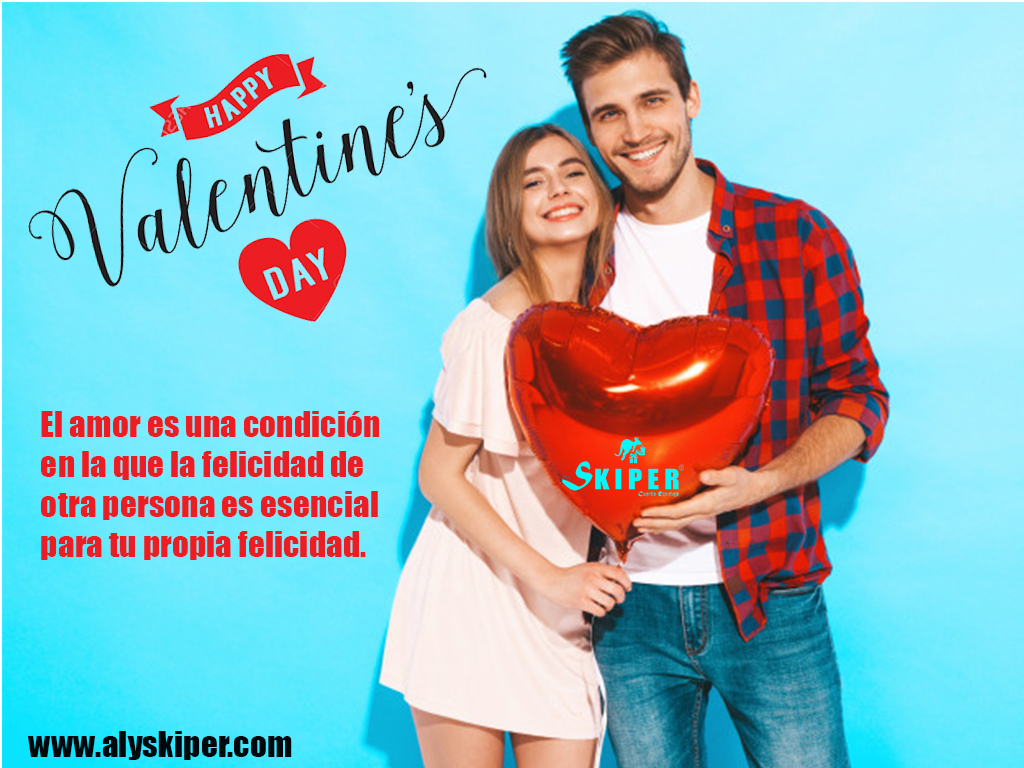 HAPPY
Valentine's
DAY
El amor es una condición
en la que la felicidad de
otra persona es esencial
para tu propia felicidad.
SKIPER®
www.alyskiper.com